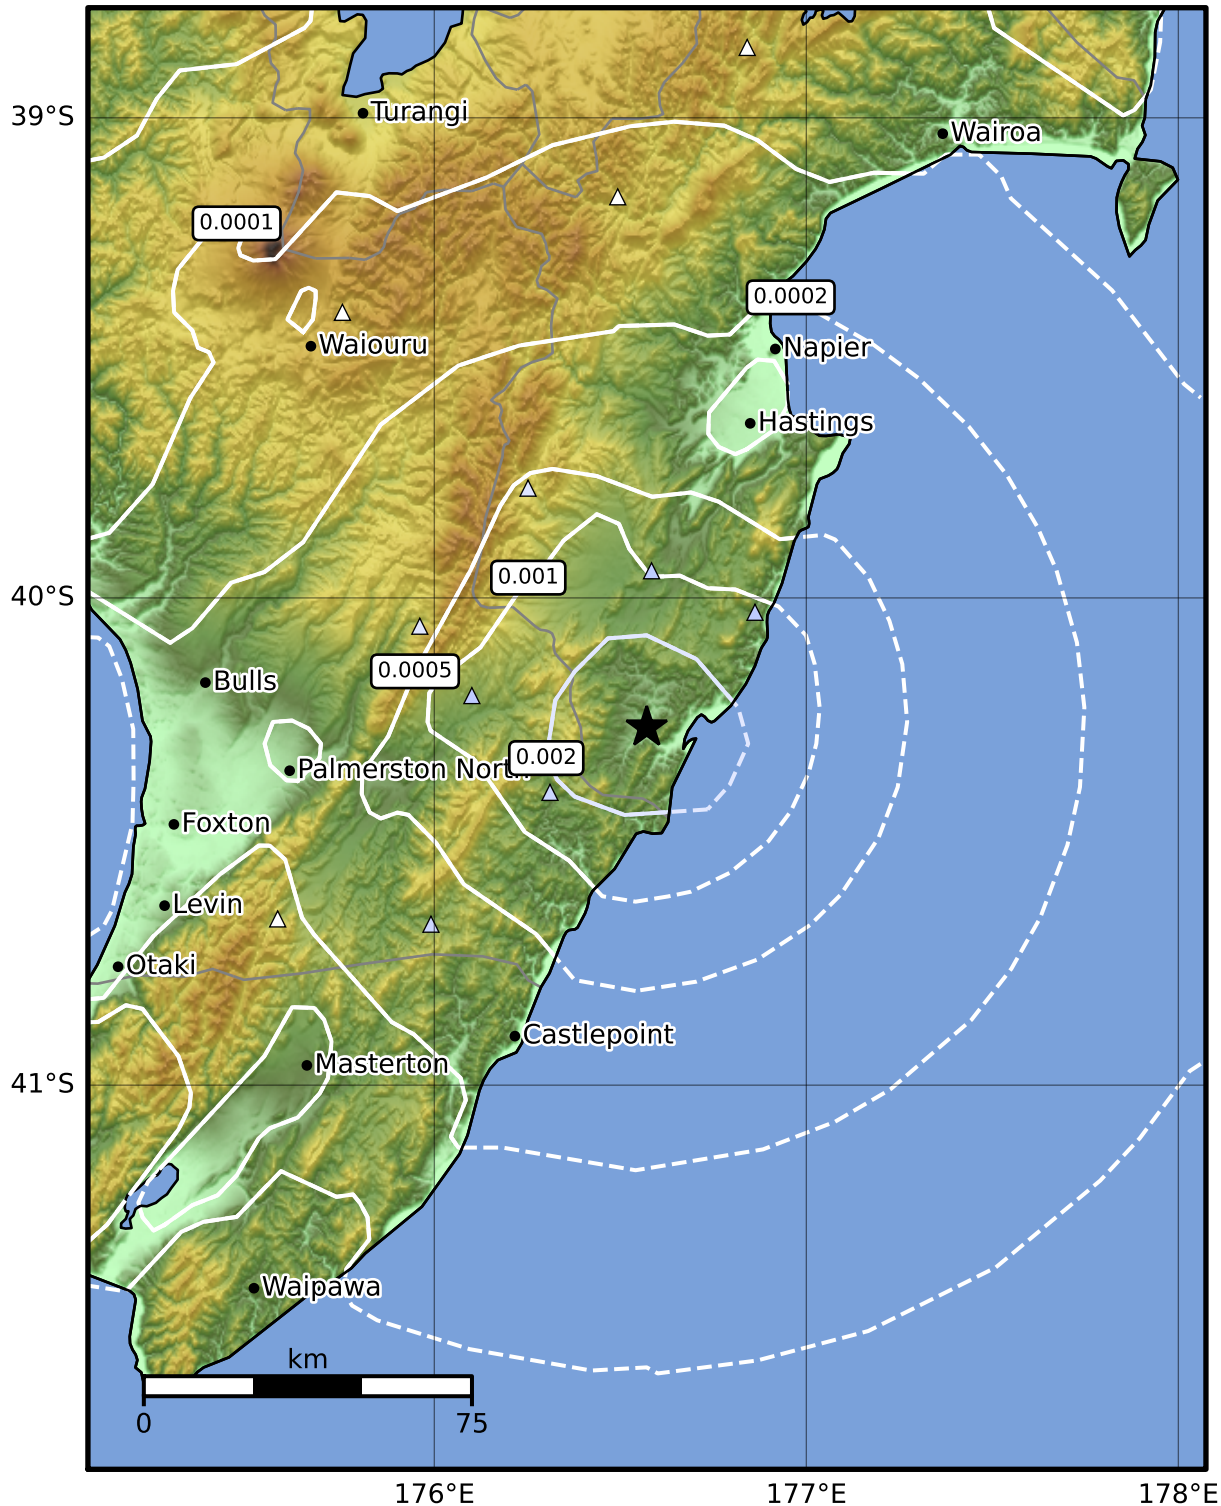 Turangi
39°S
Wairoa
0.0001
0.0002
Waiouru
Napier
Hastings
0.001
40°S
0.0005
Bulls
0.002
Palmerston North
Foxton
Levin
Otaki
Castlepoint
Masterton
41°S
Waipawa
km
0 75
176°E 177°E 178°E